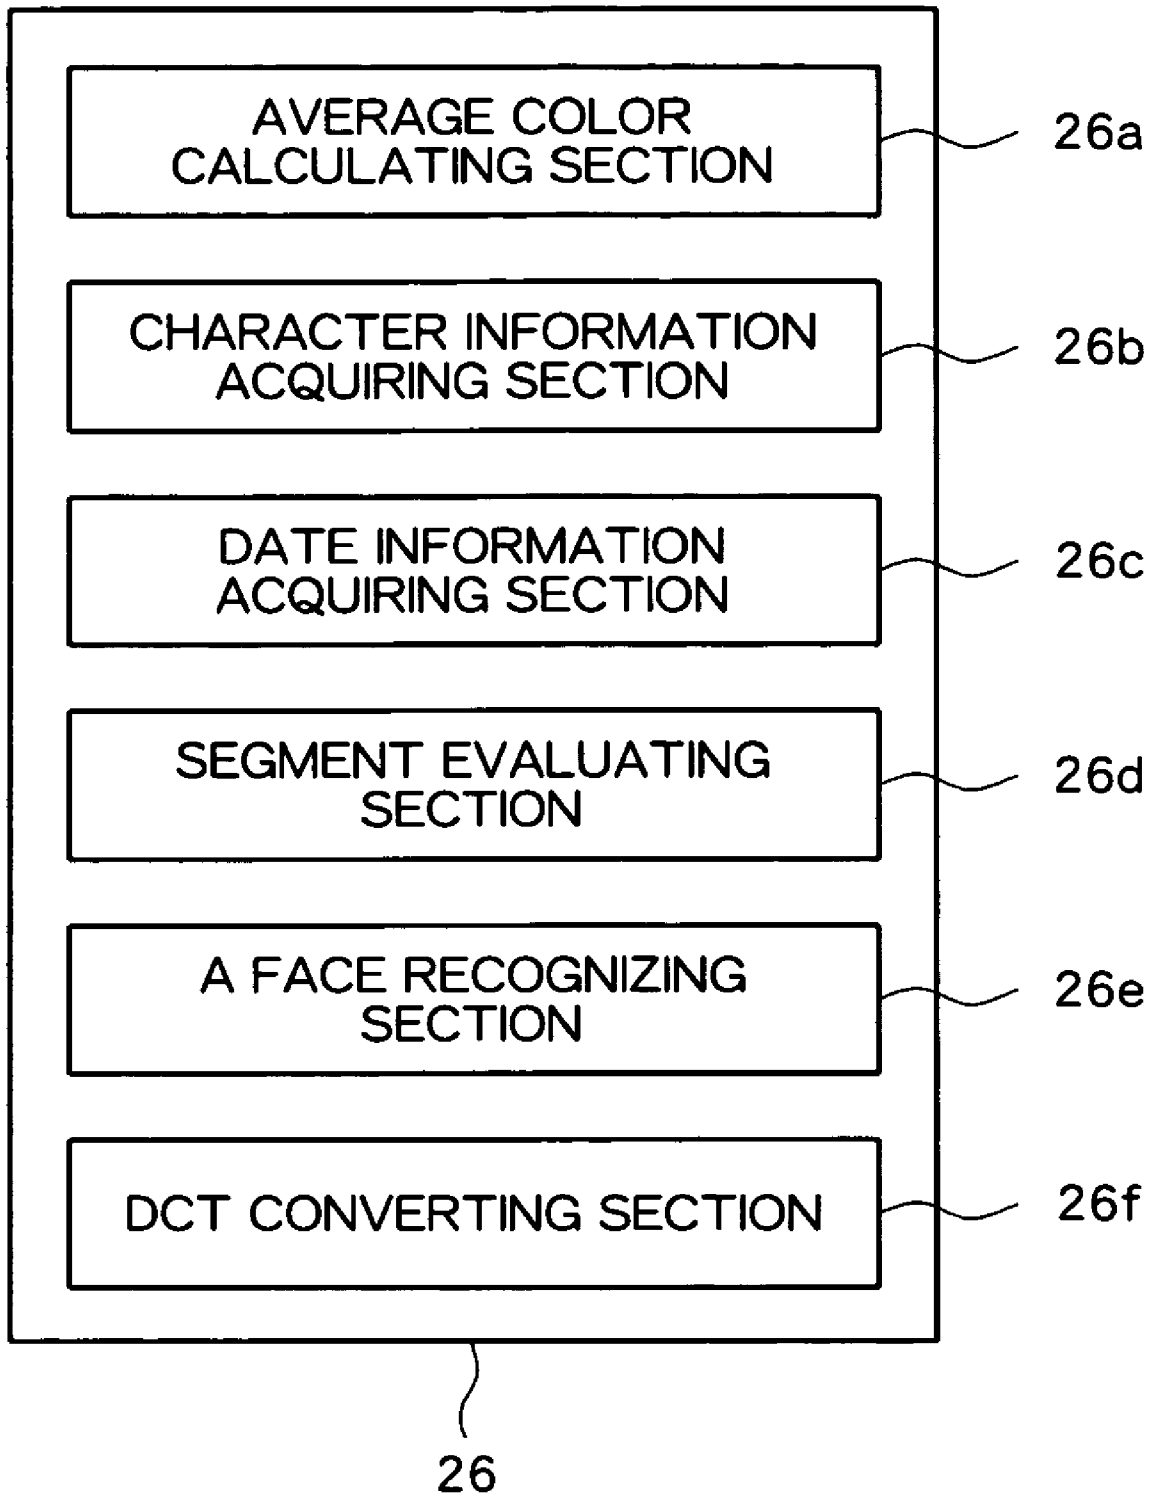 AVERAGE COLOR
CALCULATING SECTION
26a
CHARACTER INFORMATION
ACQUIRING SECTION
26b
DATE INFORMATION
ACQUIRING SECTION
26c
SEGMENT EVALUATING
SECTION
26d
A FACE RECOGNIZING
SECTION
26e
DCT CONVERTING SECTION
26f
26